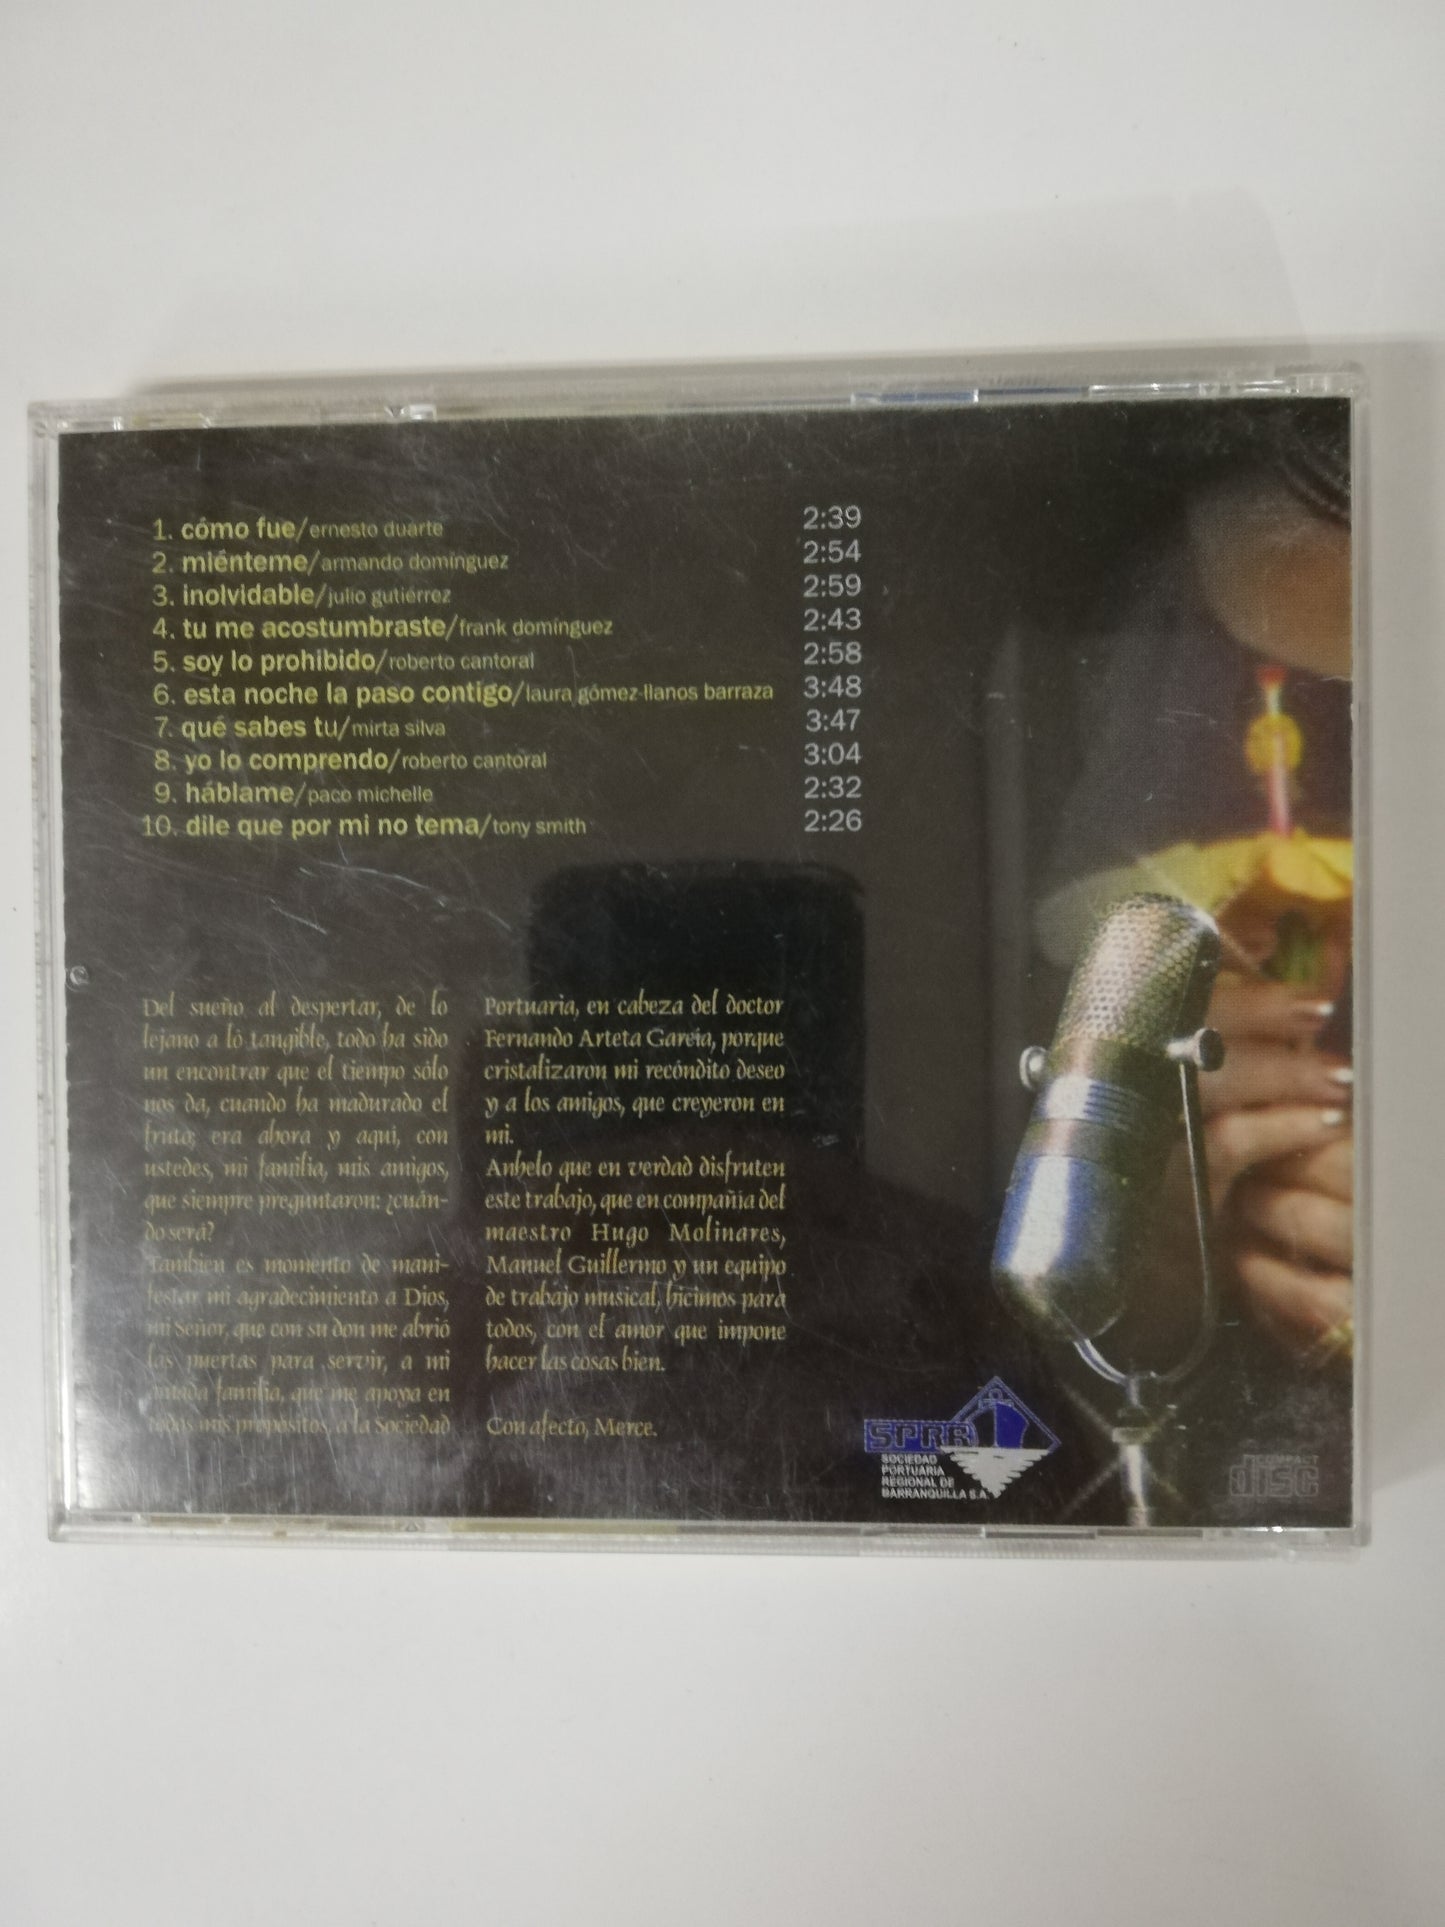 1. cómo fue/ernesto duarte 2:39
2. miénteme/armando domínguez 2:54
3. inolvidable/julio gutiérrez 2:59
4. tu me acostumbraste/frank domínguez 2:43
5. soy lo prohibido/roberto cantoral 2:58
6. esta noche la paso contigo/laura gómez-llanos barraza 3:48
7. qué sabes tu/mirta silva 3:47
8. yo lo comprendo/roberto cantoral 3:04
9. háblame/paco michelle 2:32
10. dile que por mi no tema/tony smith 2:26
Del sueño al despertar, de lo
lejano a lo tangible, todo ha sido
un encontrar que el tiempo sólo
nos da, cuando ha madurado el
fruto; era ahora y aquí, con
ustedes, mi familia, mis amigos,
que siempre preguntaron: ¿cuán-
do será?
También es momento de mani-
festar mi agradecimiento a Dios,
mi Señor, que con su don me abrió
las puertas para servir, a mi
familia, que me apoya en
todos mis propósitos, a la Sociedad
Portuaria, en cabeza del doctor
Fernando Arteta García, porque
cristalizaron mi recóndito deseo
y a los amigos, que creyeron en
mi.
Anhelo que en verdad disfruten
este trabajo, que en compañía del
maestro Hugo Molinares,
Manuel Guillermo y un equipo
de trabajo musical, hicimos para
todos, con el amor que impone
hacer las cosas bien.
Con afecto, Merce.
SPRB
SOCIEDAD
PORTUARIA
REGIONAL DE
BARRANQUILLA S.A.
COMPACT
disc